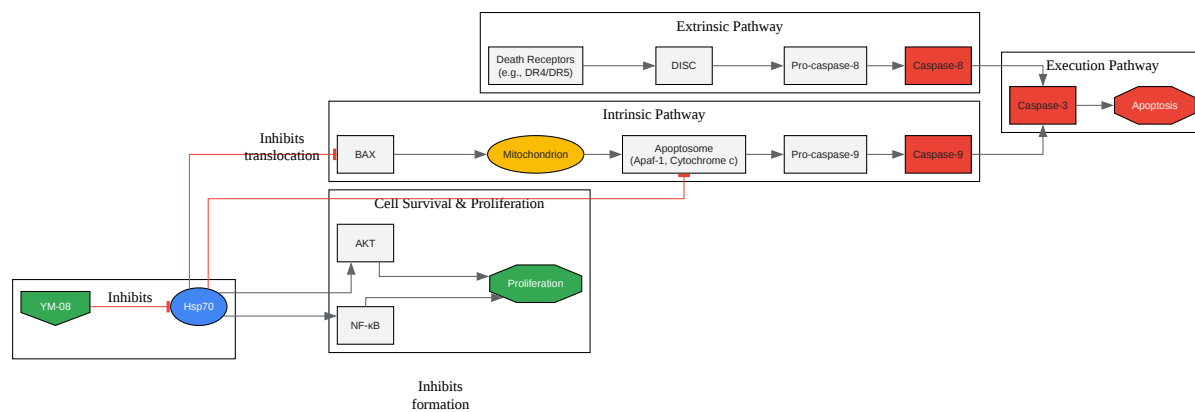 Extrinsic Pathway
Death Receptors
(e.g., DR4/DR5)
DISC
Pro-caspase-8
Caspase-8
Execution Pathway
Caspase-3
Apoptosis
Intrinsic Pathway
Inhibits
translocation
BAX
Mitochondrion
Apoptosome
(Apaf-1, Cytochrome c)
Pro-caspase-9
Caspase-9
Cell Survival & Proliferation
AKT
Proliferation
NF-κB
YM-08
Inhibits
Hsp70
Inhibits
formation